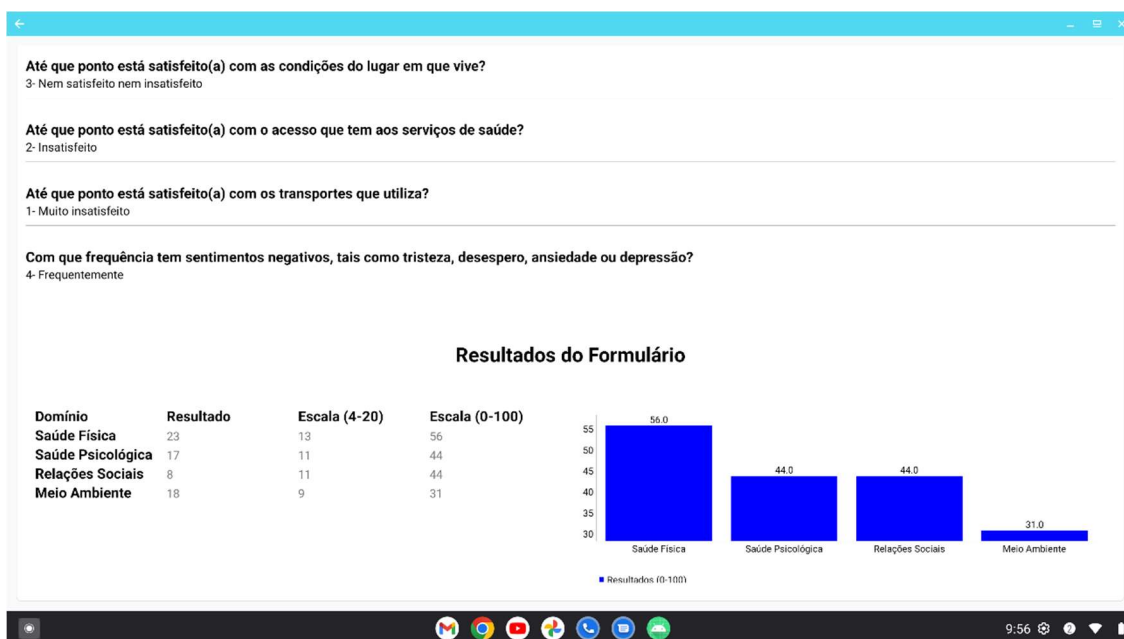 Até que ponto está satisfeito(a) com as condições do lugar em que vive?
3- Nem satisfeito nem insatisfeito
Até que ponto está satisfeito(a) com o acesso que tem aos serviços de saúde?
2- Insatisfeito
Até que ponto está satisfeito(a) com os transportes que utiliza?
1- Muito insatisfeito
Com que frequência tem sentimentos negativos, tais como tristeza, desespero, ansiedade ou depressão?
4- Frequentemente
Resultados do Formulário
Domínio Resultado Escala (4-20) Escala (0-100)
Saúde Física 23 13 56
Saúde Psicológica 17 11 44
Relações Sociais 8 11 44
Meio Ambiente 18 9 31
56.0
55
50
45 44.0 44.0
40
35
31.0
30
Saúde Física Saúde Psicológica Relações Sociais Meio Ambiente
Resultados (0-100)
9:56